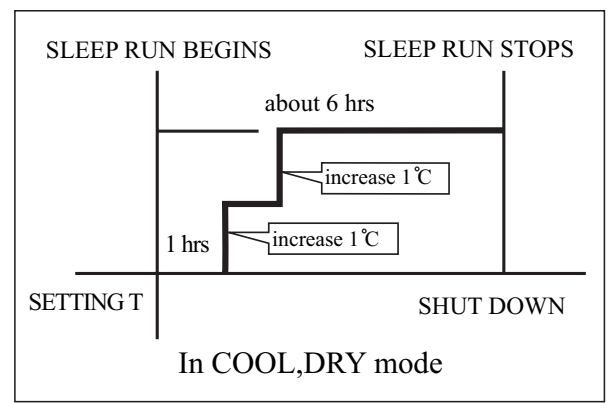 SLEEP RUN BEGINS
SLEEP RUN STOPS
about 6 hrs
increase 1℃
1 hrs
increase 1℃
SETTING T
SHUT DOWN
In COOL,DRY mode